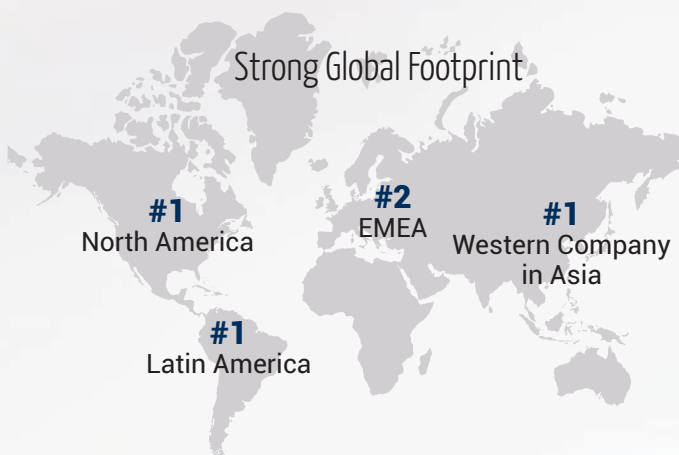 Strong Global Footprint
#1
North America
#2
EMEA
#1
Western Company
in Asia
#1
Latin America